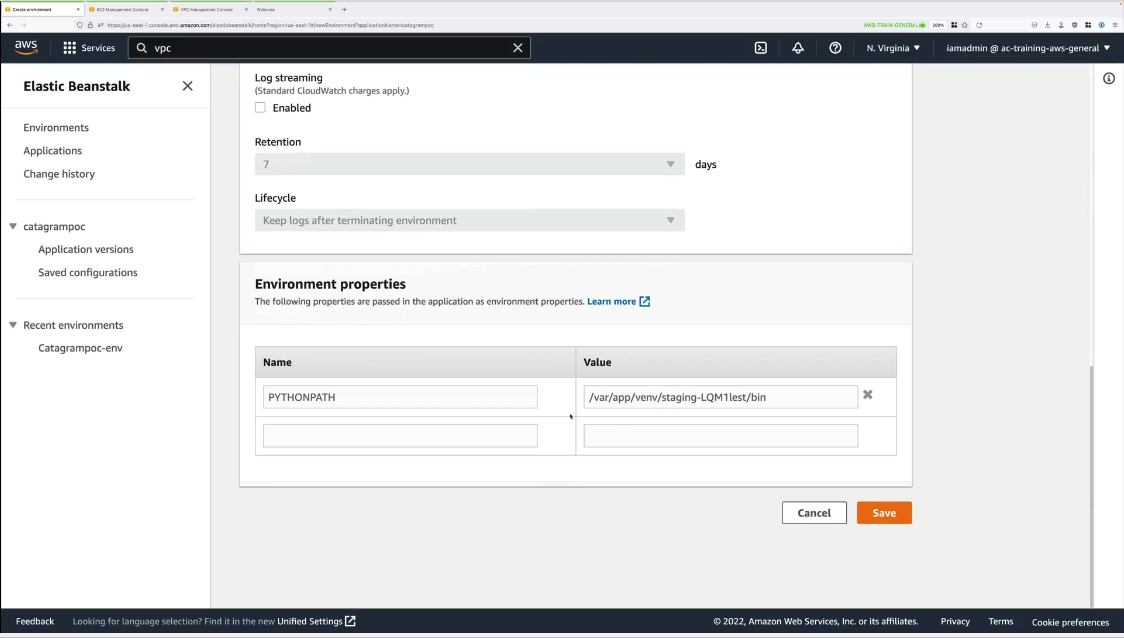 Create environment
EC2 Management Console
VPC Management Console
Welcome
https://us-east-1.console.aws.amazon.com/elasticbeanstalk/home?region=us-east-1#/newEnvironment?applicationName=catagrampoc
AWS-TRAIN-GENERAL
200%
aws
Services
vpc
N. Virginia
iamadmin @ ac-training-aws-general
Elastic Beanstalk
Environments
Applications
Change history
catagrampoc
Application versions
Saved configurations
Recent environments
Catagrampoc-env
Log streaming
(Standard CloudWatch charges apply.)
Enabled
Retention
7
days
Lifecycle
Keep logs after terminating environment
Environment properties
The following properties are passed in the application as environment properties. Learn more
Name
Value
PYTHONPATH
/var/app/venv/staging-LQM1lest/bin
Cancel
Save
Feedback
Looking for language selection? Find it in the new Unified Settings
© 2022, Amazon Web Services, Inc. or its affiliates.
Privacy
Terms
Cookie preferences